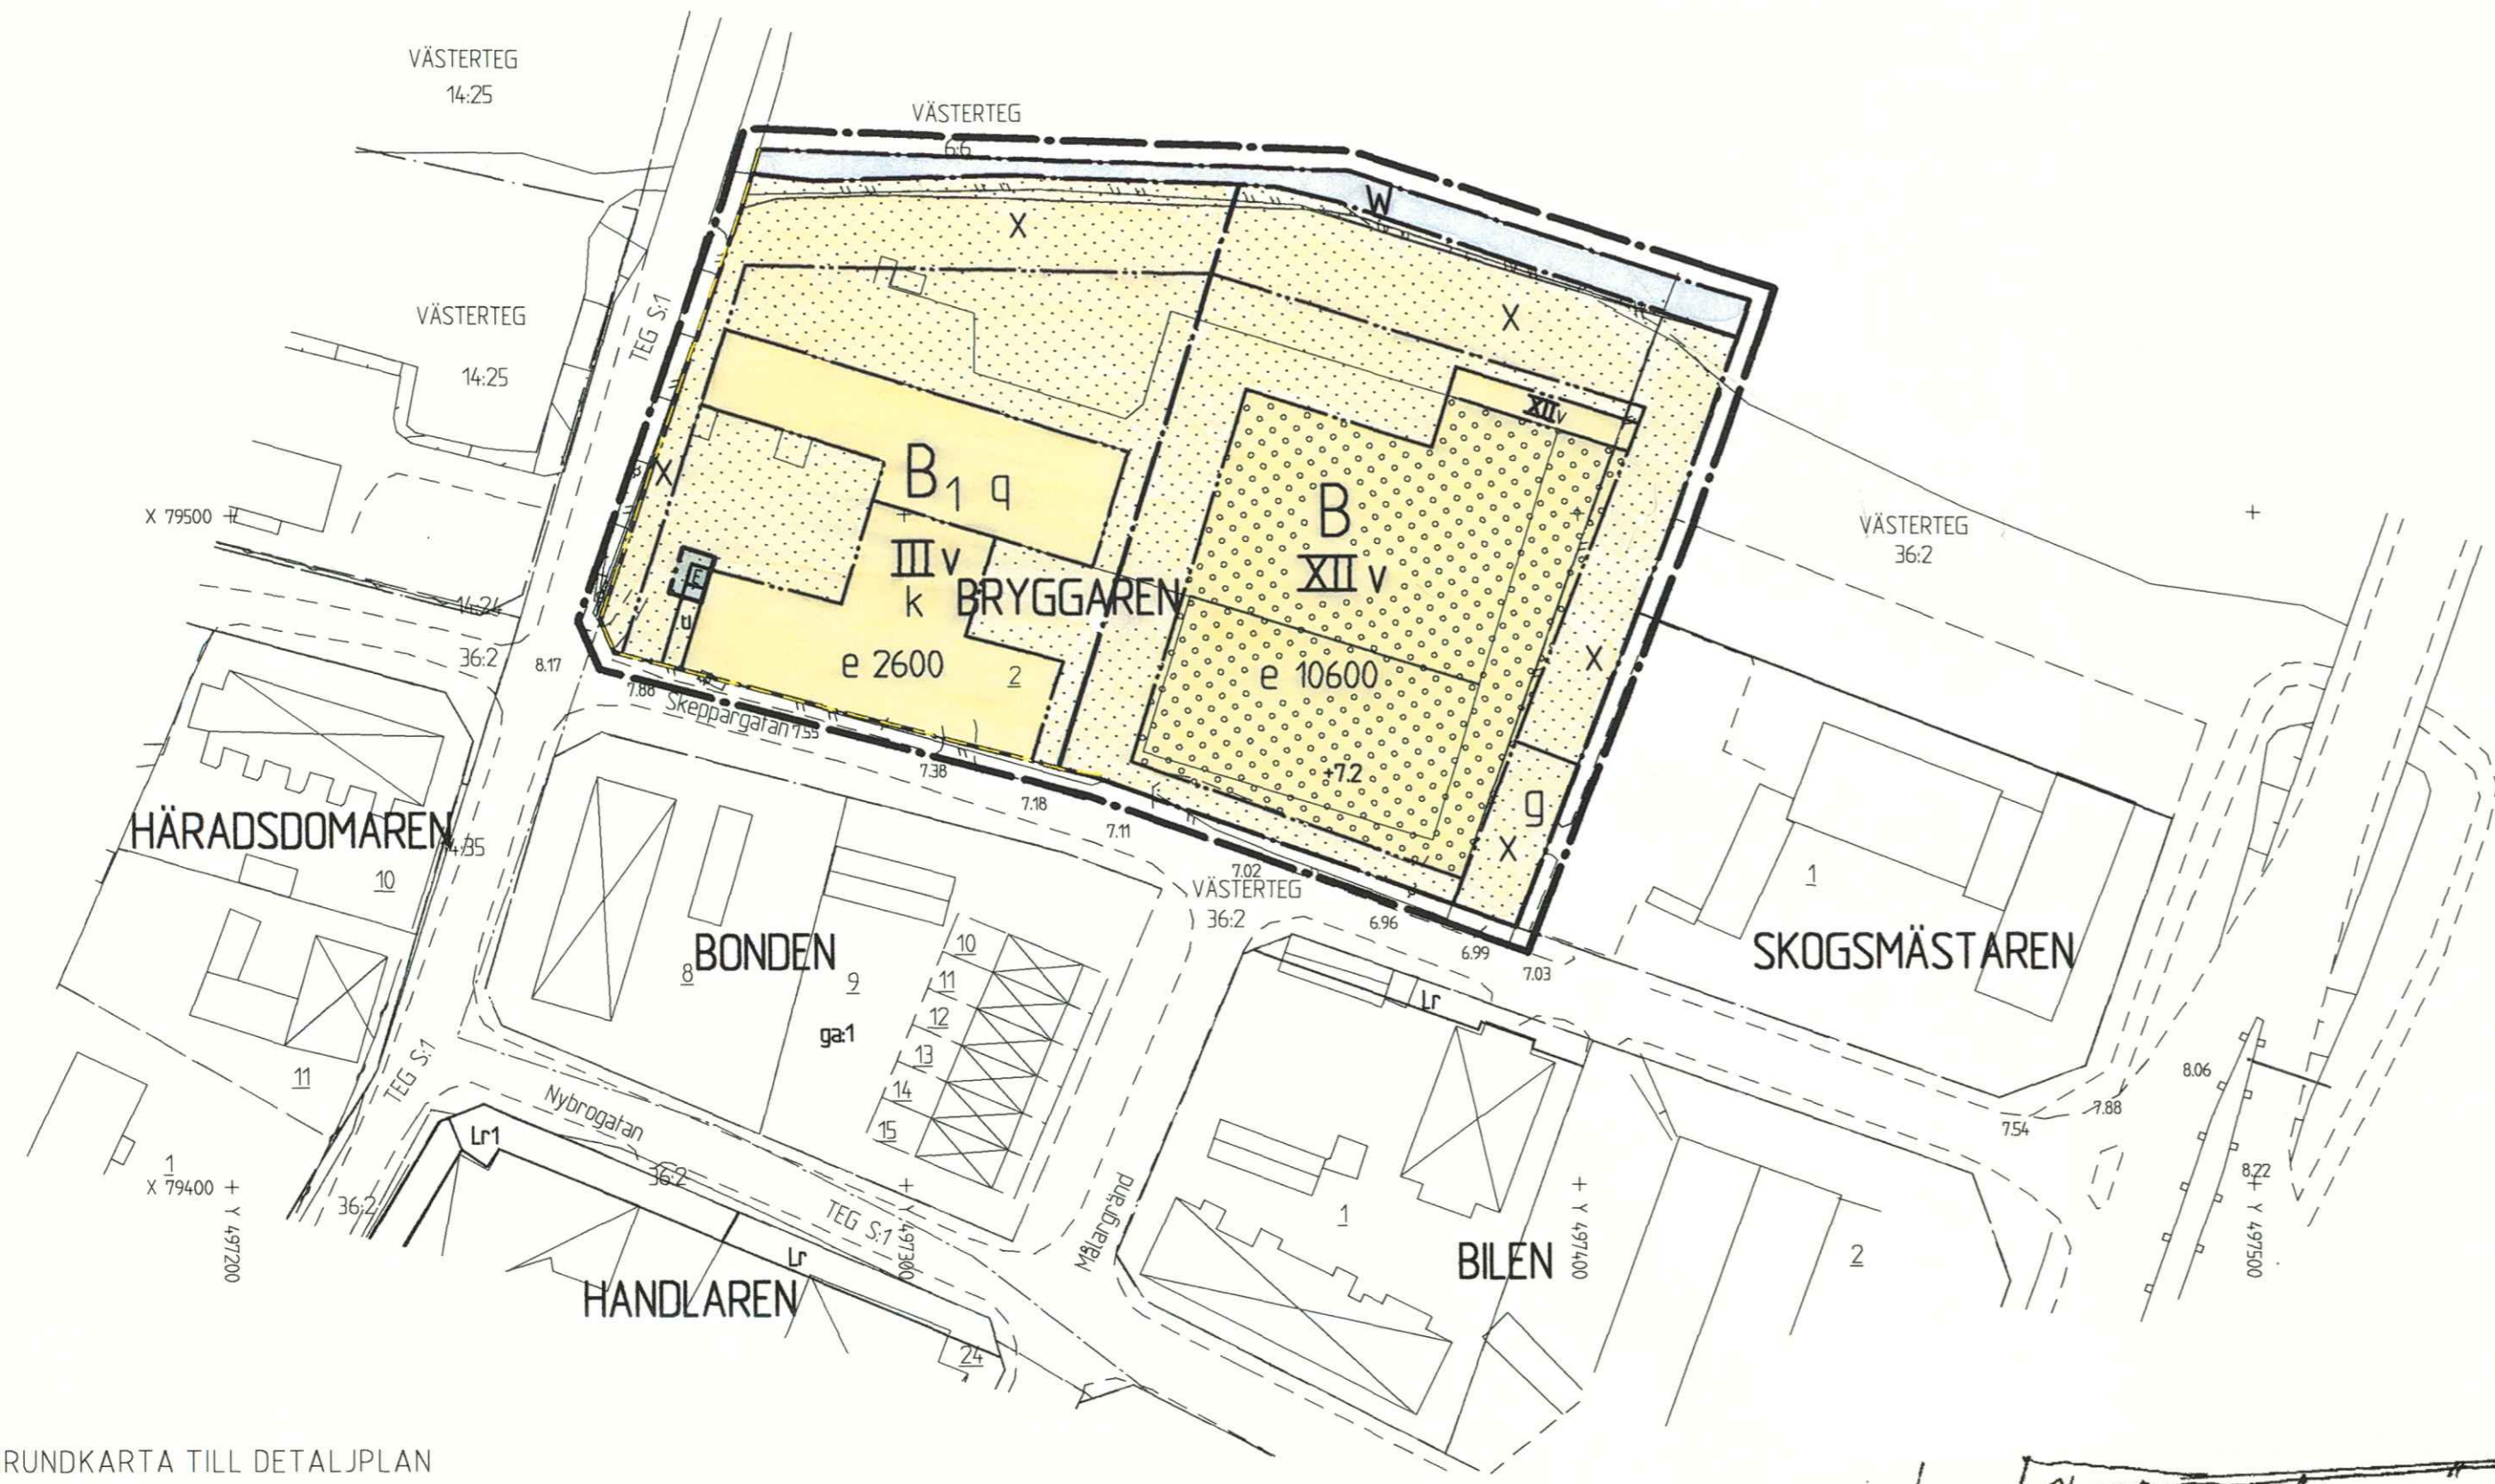 VÄSTERTEG
14:25
VÄSTERTEG
6:6
W
X
VÄSTERTEG
14:25
TEG S:1
X
XII v
X
B1 q
B
X 79500
VÄSTERTEG
36:2
III v
XII v
E
k
BRYGGAREN
14:24
u
36:2
8.17
e 2600
2
e 10600
X
7.88
Skeppargatan
7.55
7.38
+7.2
7.18
g
7.11
X
HÄRADSDOMAREN
4:35
10
7.02
VÄSTERTEG
36:2
1
6.96
6.99
7.03
SKOGSMÄSTAREN
BONDEN
8
9
10
11
12
13
14
15
ga:1
Lr
11
TEG S:1
Nybrogatan
8.06
7.88
7.54
Lr1
1
X 79400
36:2
36:2
8.22
Y 497200
TEG S:1
Y 497300
Målargränd
1
BILEN
Y 497400
2
Y 497500
Lr
HANDLAREN
24
RUNDKARTA TILL DETALJPLAN